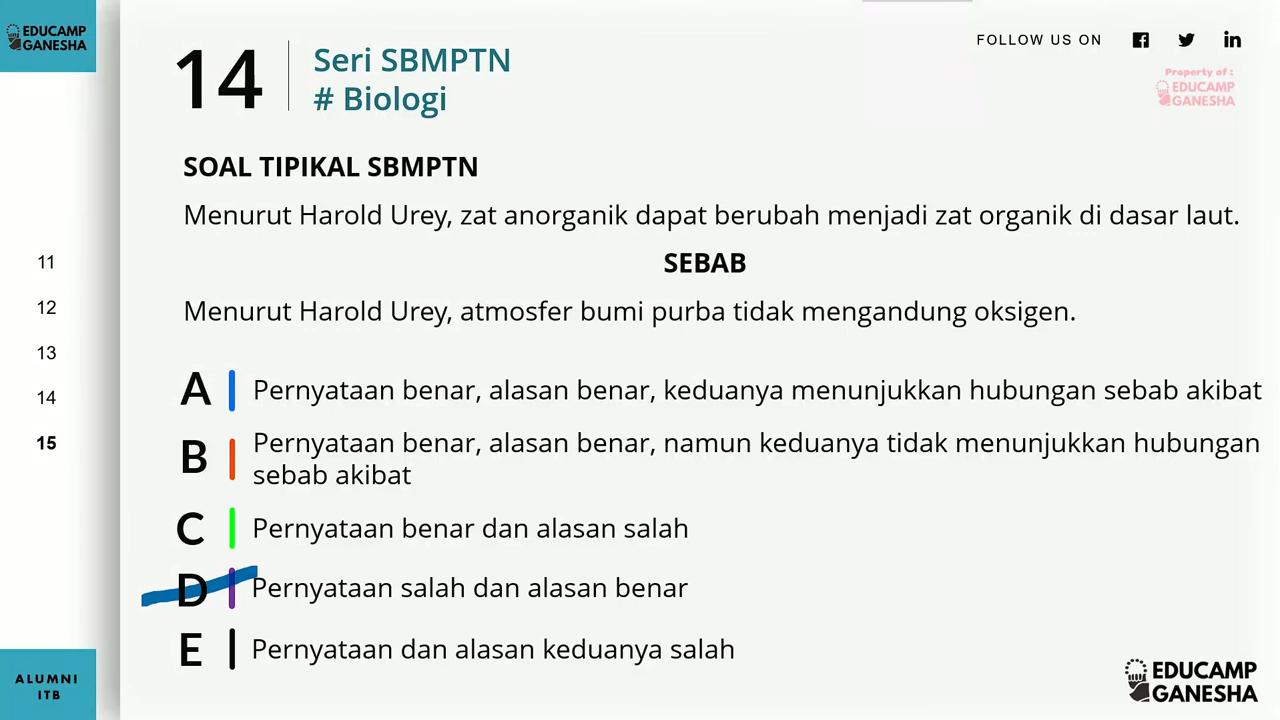 EDUCAMP
GANESHA
14
Seri SBMPTN
# Biologi
FOLLOW US ON
Property of :
EDUCAMP
GANESHA
SOAL TIPIKAL SBMPTN
Menurut Harold Urey, zat anorganik dapat berubah menjadi zat organik di dasar laut.
SEBAB
Menurut Harold Urey, atmosfer bumi purba tidak mengandung oksigen.
11
12
13
14
15
A Pernyataan benar, alasan benar, keduanya menunjukkan hubungan sebab akibat
B Pernyataan benar, alasan benar, namun keduanya tidak menunjukkan hubungan
sebab akibat
C Pernyataan benar dan alasan salah
D Pernyataan salah dan alasan benar
E Pernyataan dan alasan keduanya salah
ALUMNI
ITB
EDUCAMP
GANESHA